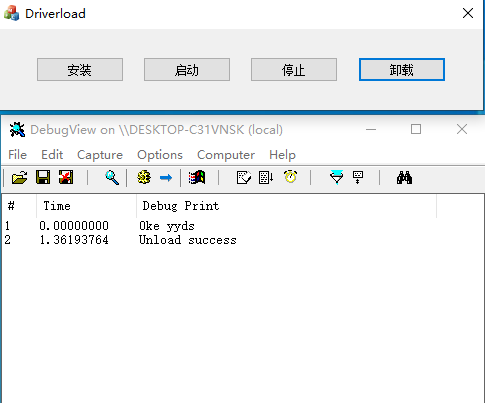 Driverload
安装 启动 停止 卸载
DebugView on \\DESKTOP-C31VNSK (local)
File Edit Capture Options Computer Help
# Time Debug Print
1 0.00000000 Oke yyds
2 1.36193764 Unload success